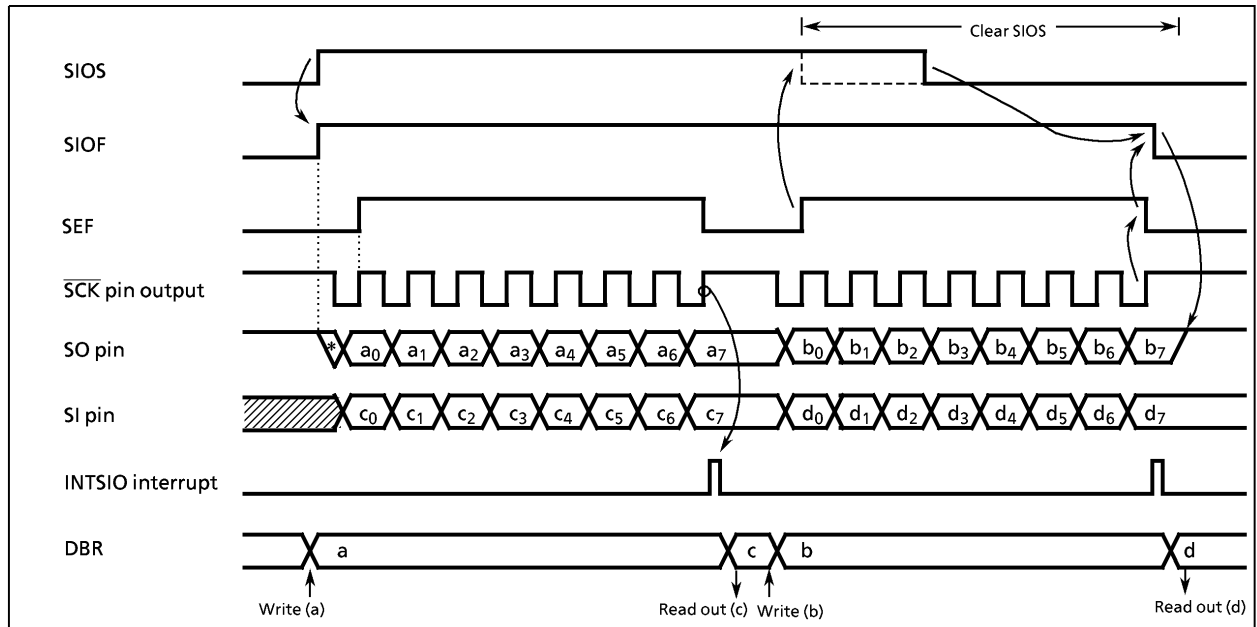 Clear SIOS
SIOS
SIOF
SEF
SCK pin output
SO pin * a0 a1 a2 a3 a4 a5 a6 a7 b0 b1 b2 b3 b4 b5 b6 b7
SI pin c0 c1 c2 c3 c4 c5 c6 c7 d0 d1 d2 d3 d4 d5 d6 d7
INTSIO interrupt
DBR a c b d
Write (a) Read out (c) Write (b) Read out (d)